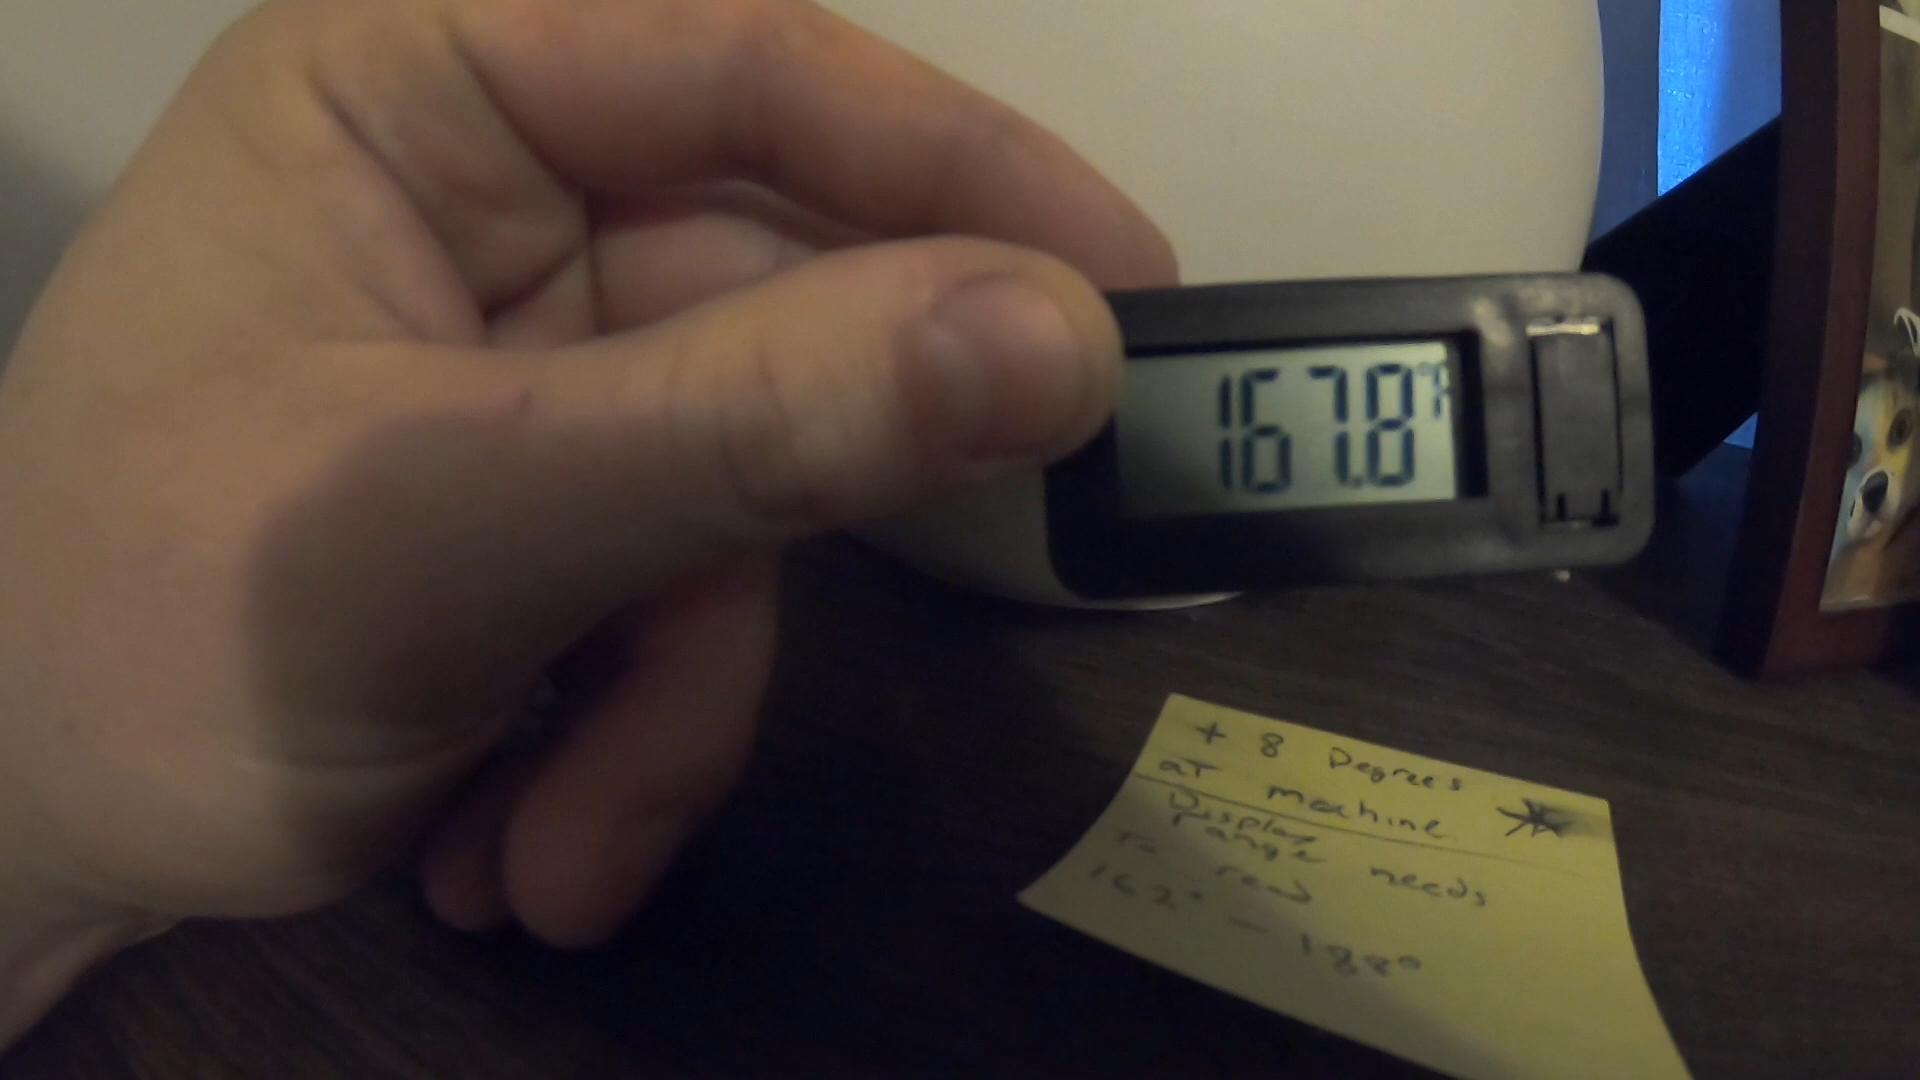 167.8°F
+ 8 Degrees
at machine
Display
range needs
To read
162° - 188°